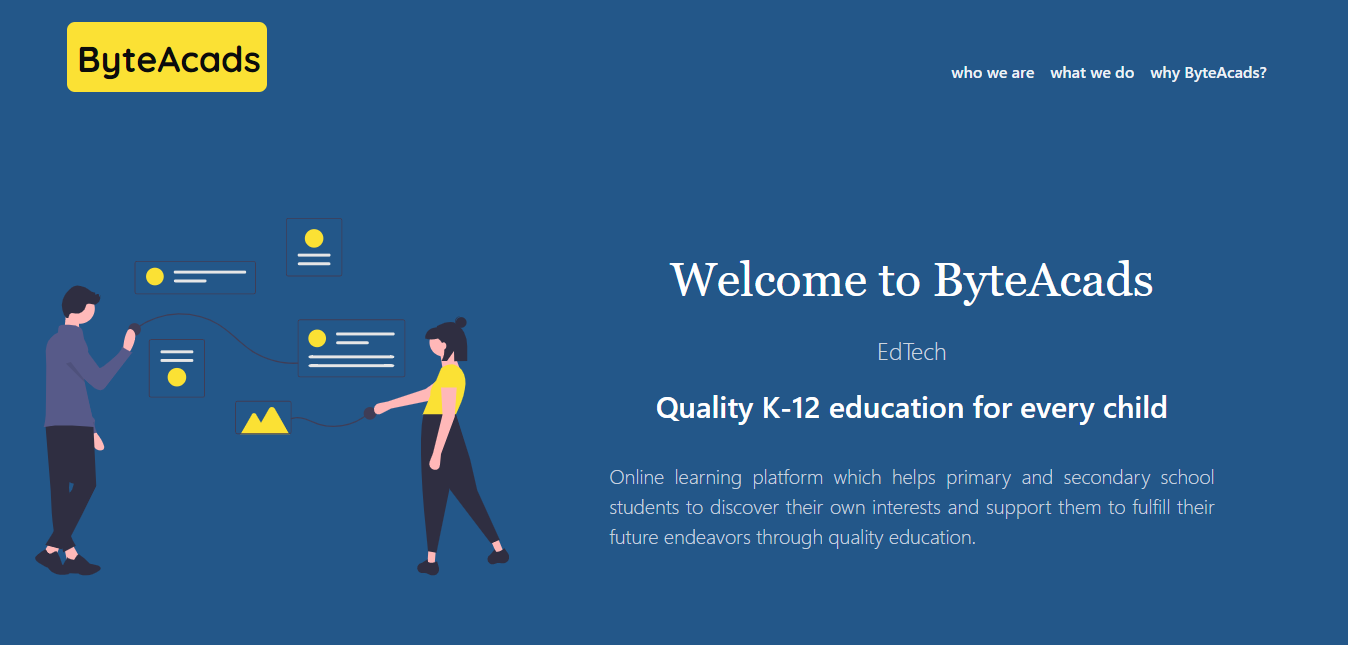 ByteAcads
who we are what we do why ByteAcads?
Welcome to ByteAcads
EdTech
Quality K-12 education for every child
Online learning platform which helps primary and secondary school
students to discover their own interests and support them to fulfill their
future endeavors through quality education.